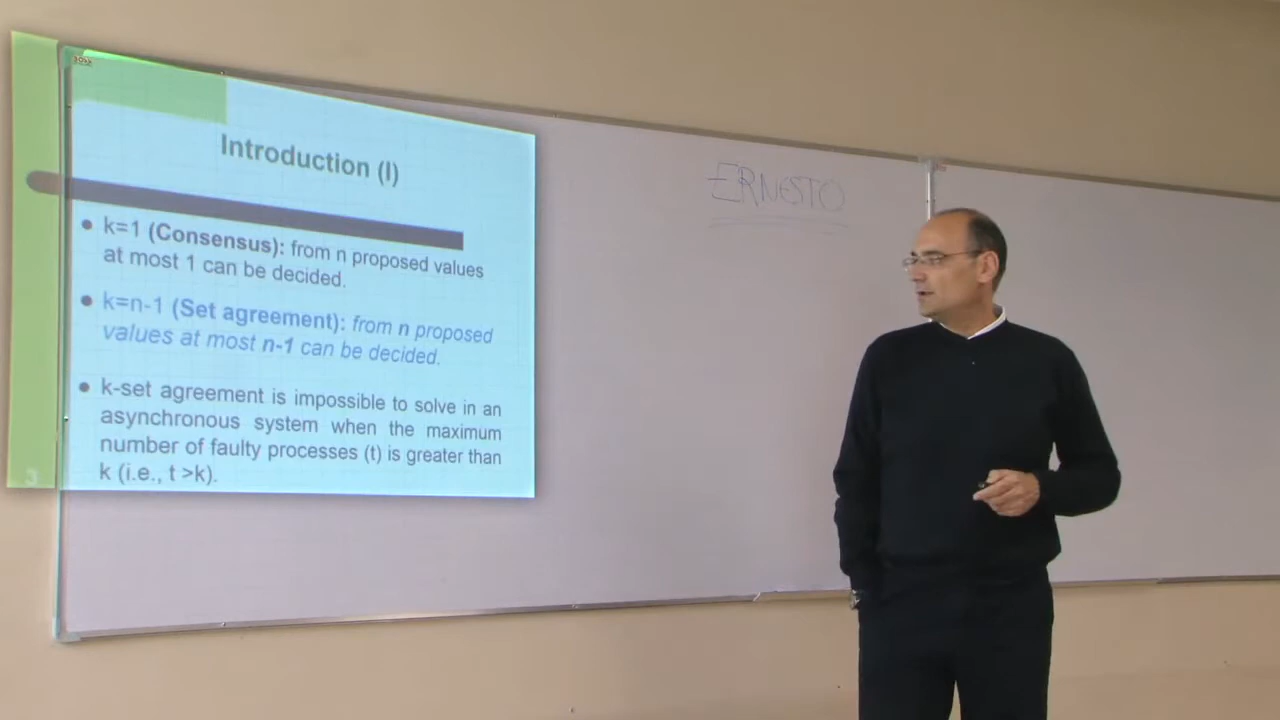 Introduction (I)
• k=1 (Consensus): from n proposed values
at most 1 can be decided.
• k=n-1 (Set agreement): from n proposed
values at most n-1 can be decided.
• k-set agreement is impossible to solve in an
asynchronous system when the maximum
number of faulty processes (t) is greater than
k (i.e., t >k).
3
ERNESTO